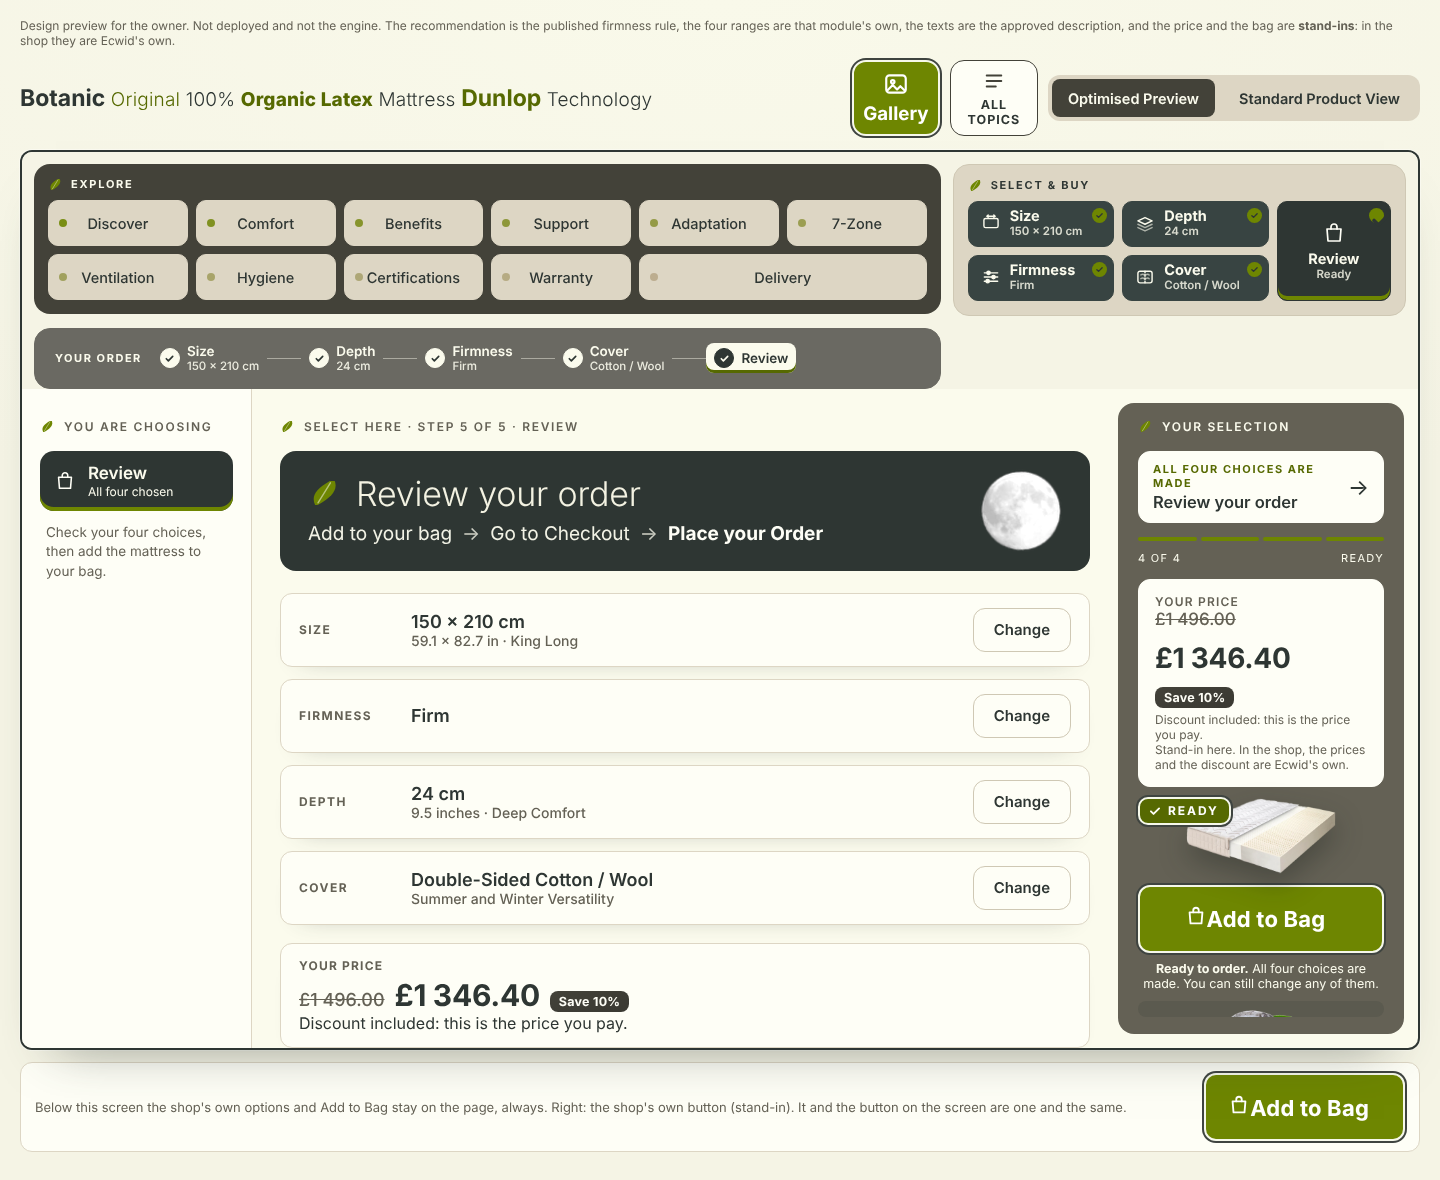 Design preview for the owner. Not deployed and not the engine. The recommendation is the published firmness rule, the four ranges are that module's own, the texts are the approved description, and the price and the bag are stand-ins: in the
shop they are Ecwid's own.
Botanic Original 100% Organic Latex Mattress Dunlop Technology
Gallery
ALL
TOPICS
Optimised Preview
Standard Product View
EXPLORE
Discover
Comfort
Benefits
Support
Adaptation
7-Zone
Ventilation
Hygiene
Certifications
Warranty
Delivery
SELECT & BUY
Size
150 × 210 cm
Depth
24 cm
Firmness
Firm
Cover
Cotton / Wool
Review
Ready
YOUR ORDER
Size
150 × 210 cm
Depth
24 cm
Firmness
Firm
Cover
Cotton / Wool
Review
YOU ARE CHOOSING
Review
All four chosen
Check your four choices,
then add the mattress to
your bag.
SELECT HERE · STEP 5 OF 5 · REVIEW
Review your order
Add to your bag → Go to Checkout → Place your Order
SIZE
150 × 210 cm
59.1 × 82.7 in · King Long
Change
FIRMNESS
Firm
Change
DEPTH
24 cm
9.5 inches · Deep Comfort
Change
COVER
Double-Sided Cotton / Wool
Summer and Winter Versatility
Change
YOUR PRICE
£1 496.00 £1 346.40 Save 10%
Discount included: this is the price you pay.
YOUR SELECTION
ALL FOUR CHOICES ARE
MADE
Review your order →
4 OF 4
READY
YOUR PRICE
£1 496.00
£1 346.40
Save 10%
Discount included: this is the price
you pay.
Stand-in here. In the shop, the prices
and the discount are Ecwid's own.
✓ READY
Add to Bag
Ready to order. All four choices are
made. You can still change any of them.
Below this screen the shop's own options and Add to Bag stay on the page, always. Right: the shop's own button (stand-in). It and the button on the screen are one and the same.
Add to Bag